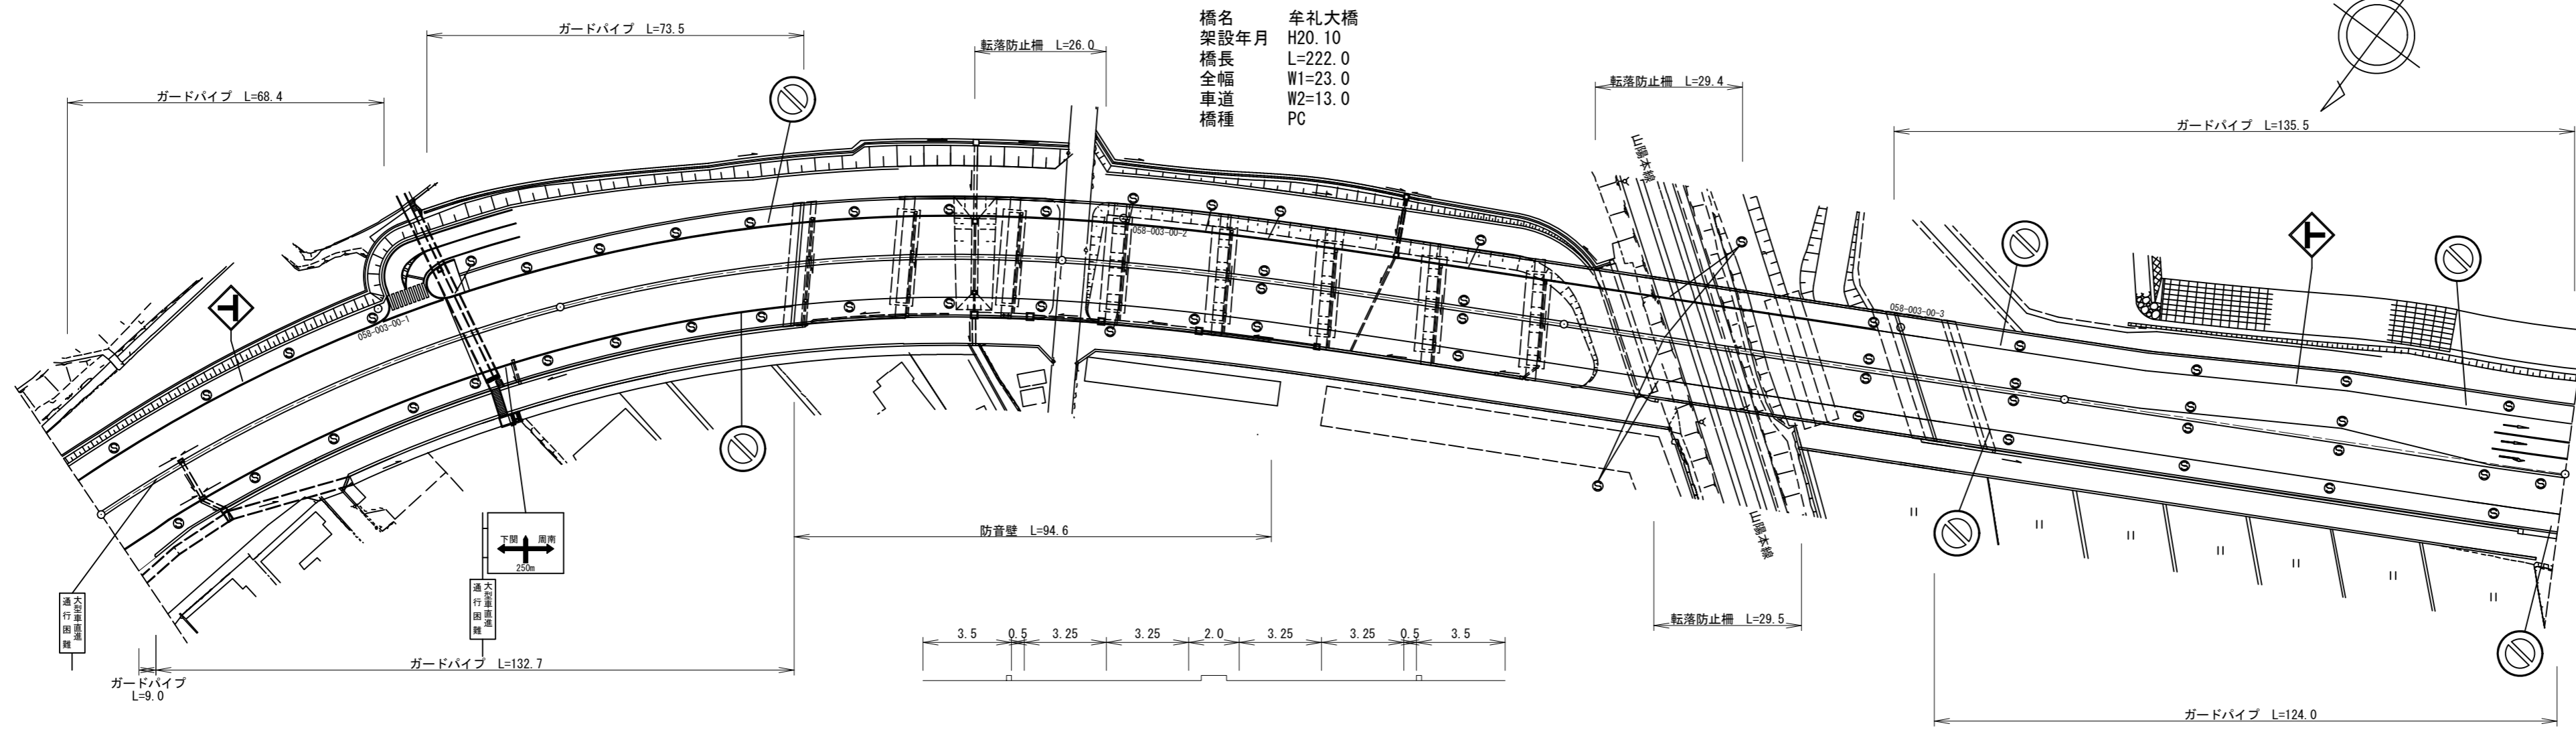 橋名 牟礼大橋
架設年月 H20.10
橋長 L=222.0
全幅 W1=23.0
車道 W2=13.0
橋種 PC
ガードパイプ L=73.5
転落防止柵 L=26.0
転落防止柵 L=29.4
ガードパイプ L=68.4
ガードパイプ L=135.5
山陽本線
058-003-00-2
058-003-00-3
058-003-00-1
防音壁 L=94.6
山陽本線
下関 周南
250m
大型車直進
通行困難
大型車直進
通行困難
転落防止柵 L=29.5
3.5 0.5 3.25 3.25 2.0 3.25 3.25 0.5 3.5
ガードパイプ L=132.7
ガードパイプ
L=9.0
ガードパイプ L=124.0